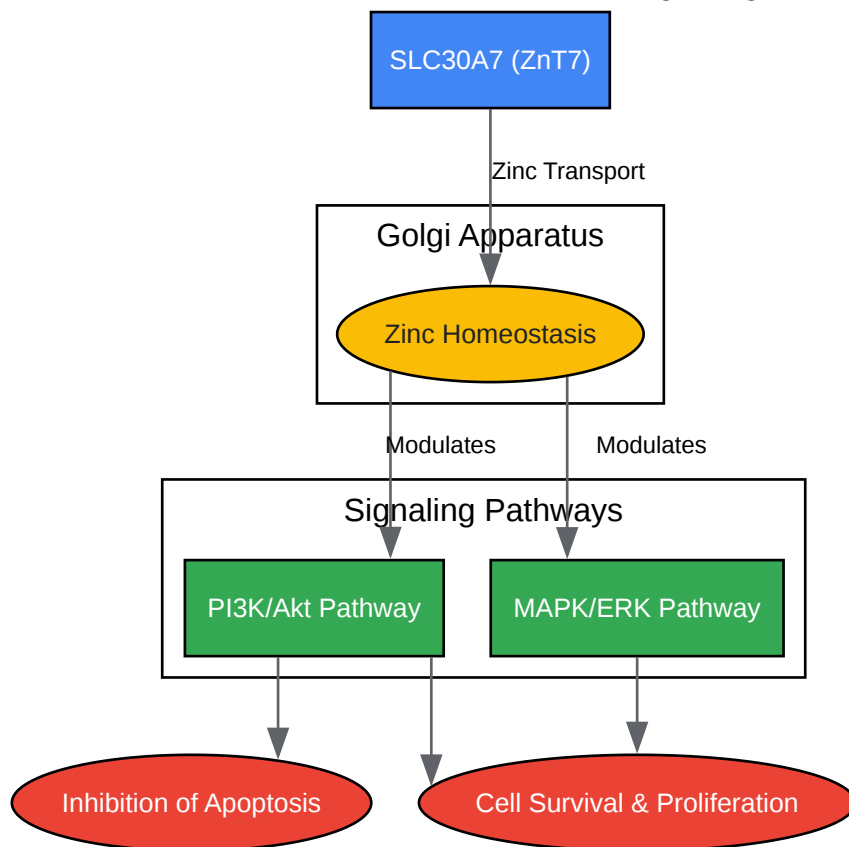 SLC30A7 (ZnT7)
Zinc Transport
Golgi Apparatus
Zinc Homeostasis
Modulates
Modulates
Signaling Pathways
PI3K/Akt Pathway
MAPK/ERK Pathway
Inhibition of Apoptosis
Cell Survival & Proliferation